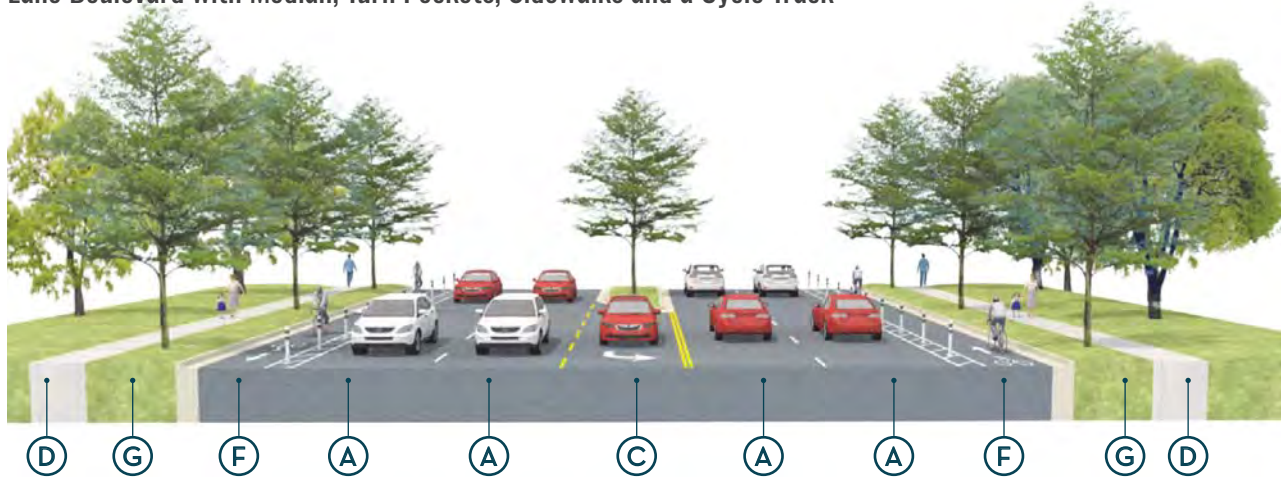 Lane Boulevard with Median, Turn Pockets, Sidewalks and a Cycle Track
D G F A A C A A F G D